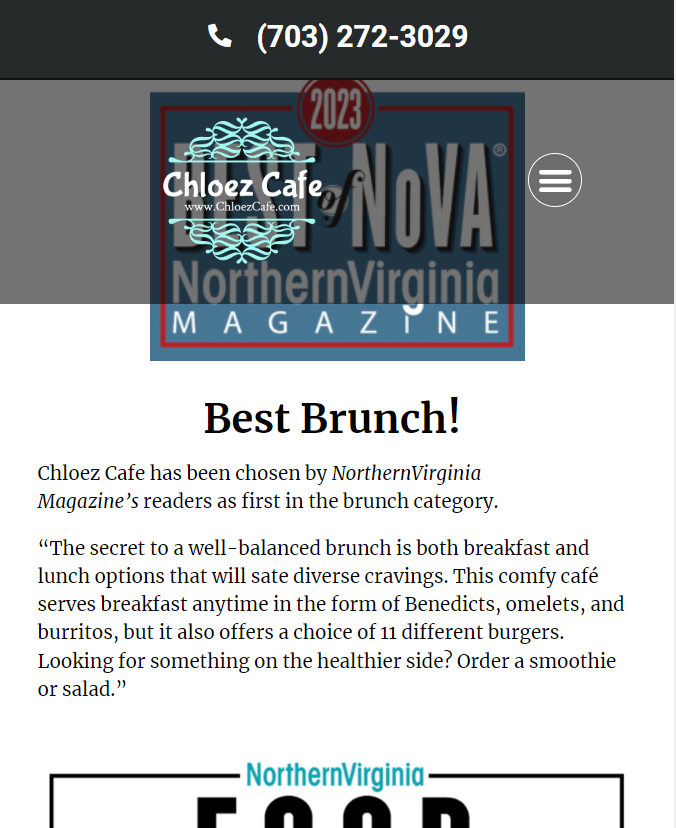 (703) 272-3029
2023
BEST of NoVA®
Chloez Cafe
www.ChloezCafe.com
NorthernVirginia
MAGAZINE
Best Brunch!
Chloez Cafe has been chosen by NorthernVirginia
Magazine’s readers as first in the brunch category.
“The secret to a well-balanced brunch is both breakfast and
lunch options that will sate diverse cravings. This comfy café
serves breakfast anytime in the form of Benedicts, omelets, and
burritos, but it also offers a choice of 11 different burgers.
Looking for something on the healthier side? Order a smoothie
or salad.”
NorthernVirginia